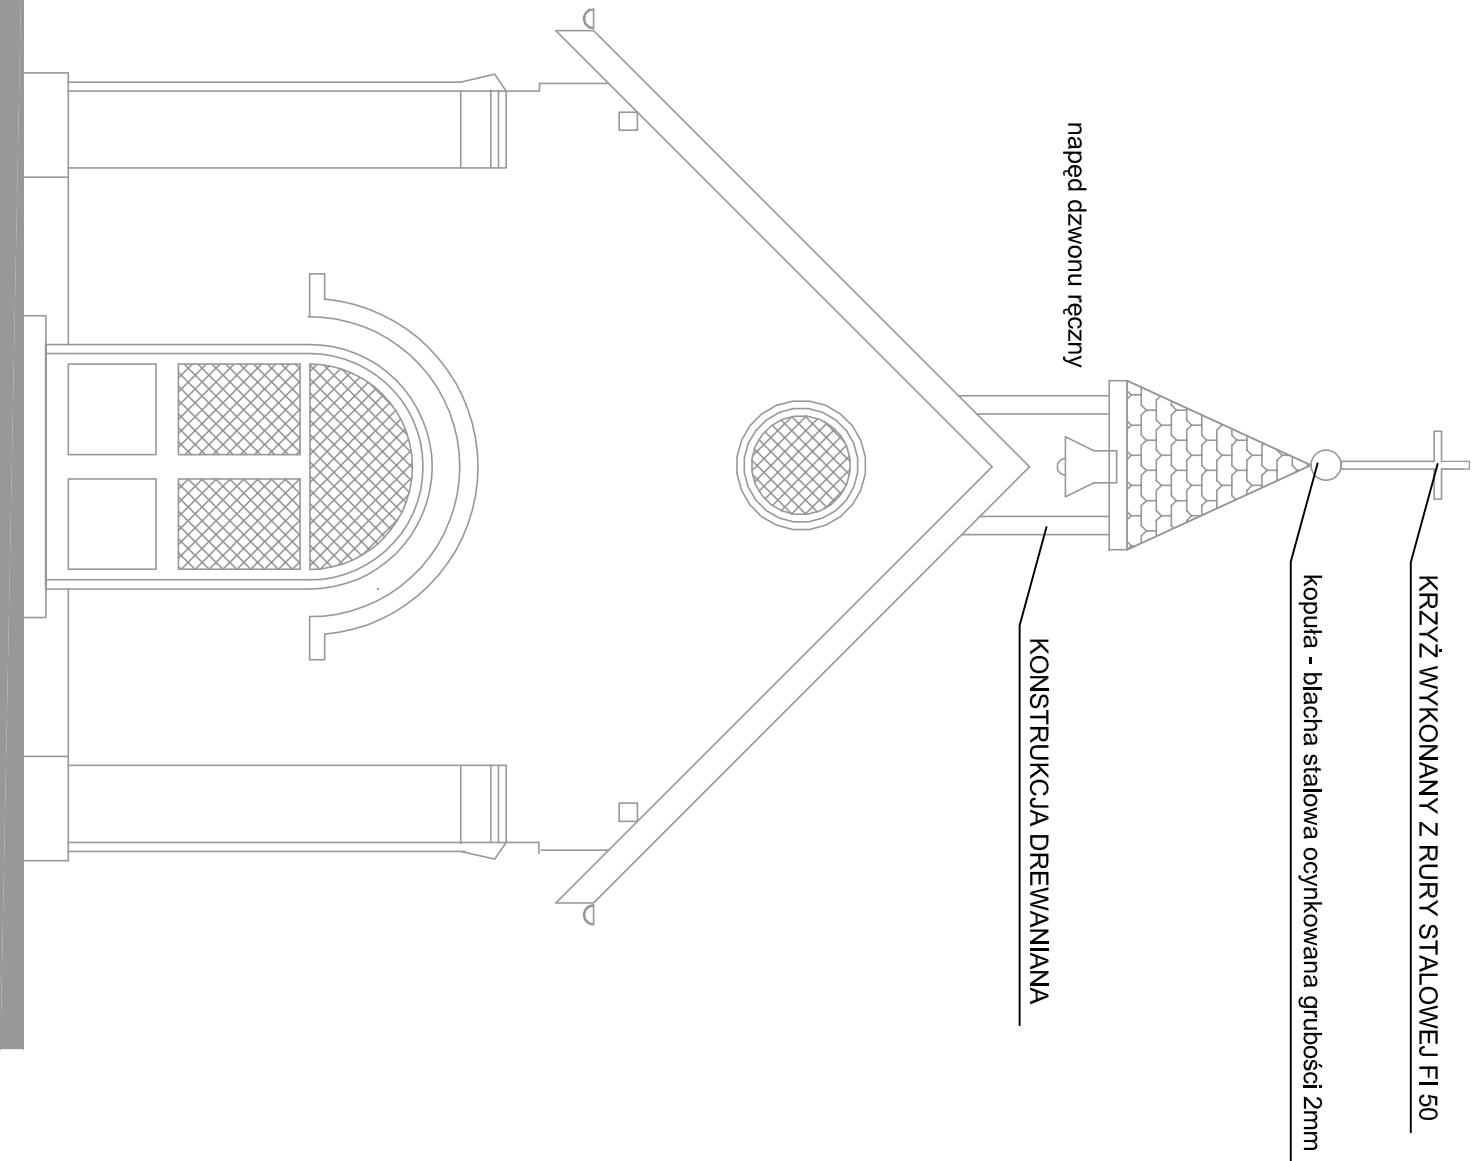 KRZYŻ WYKONANY Z RURY STALOWEJ FI 50
kopuła - blacha stalowa ocynkowana grubości 2mm
napęd dzwonu ręczny
KONSTRUKCJA DREWANIANA